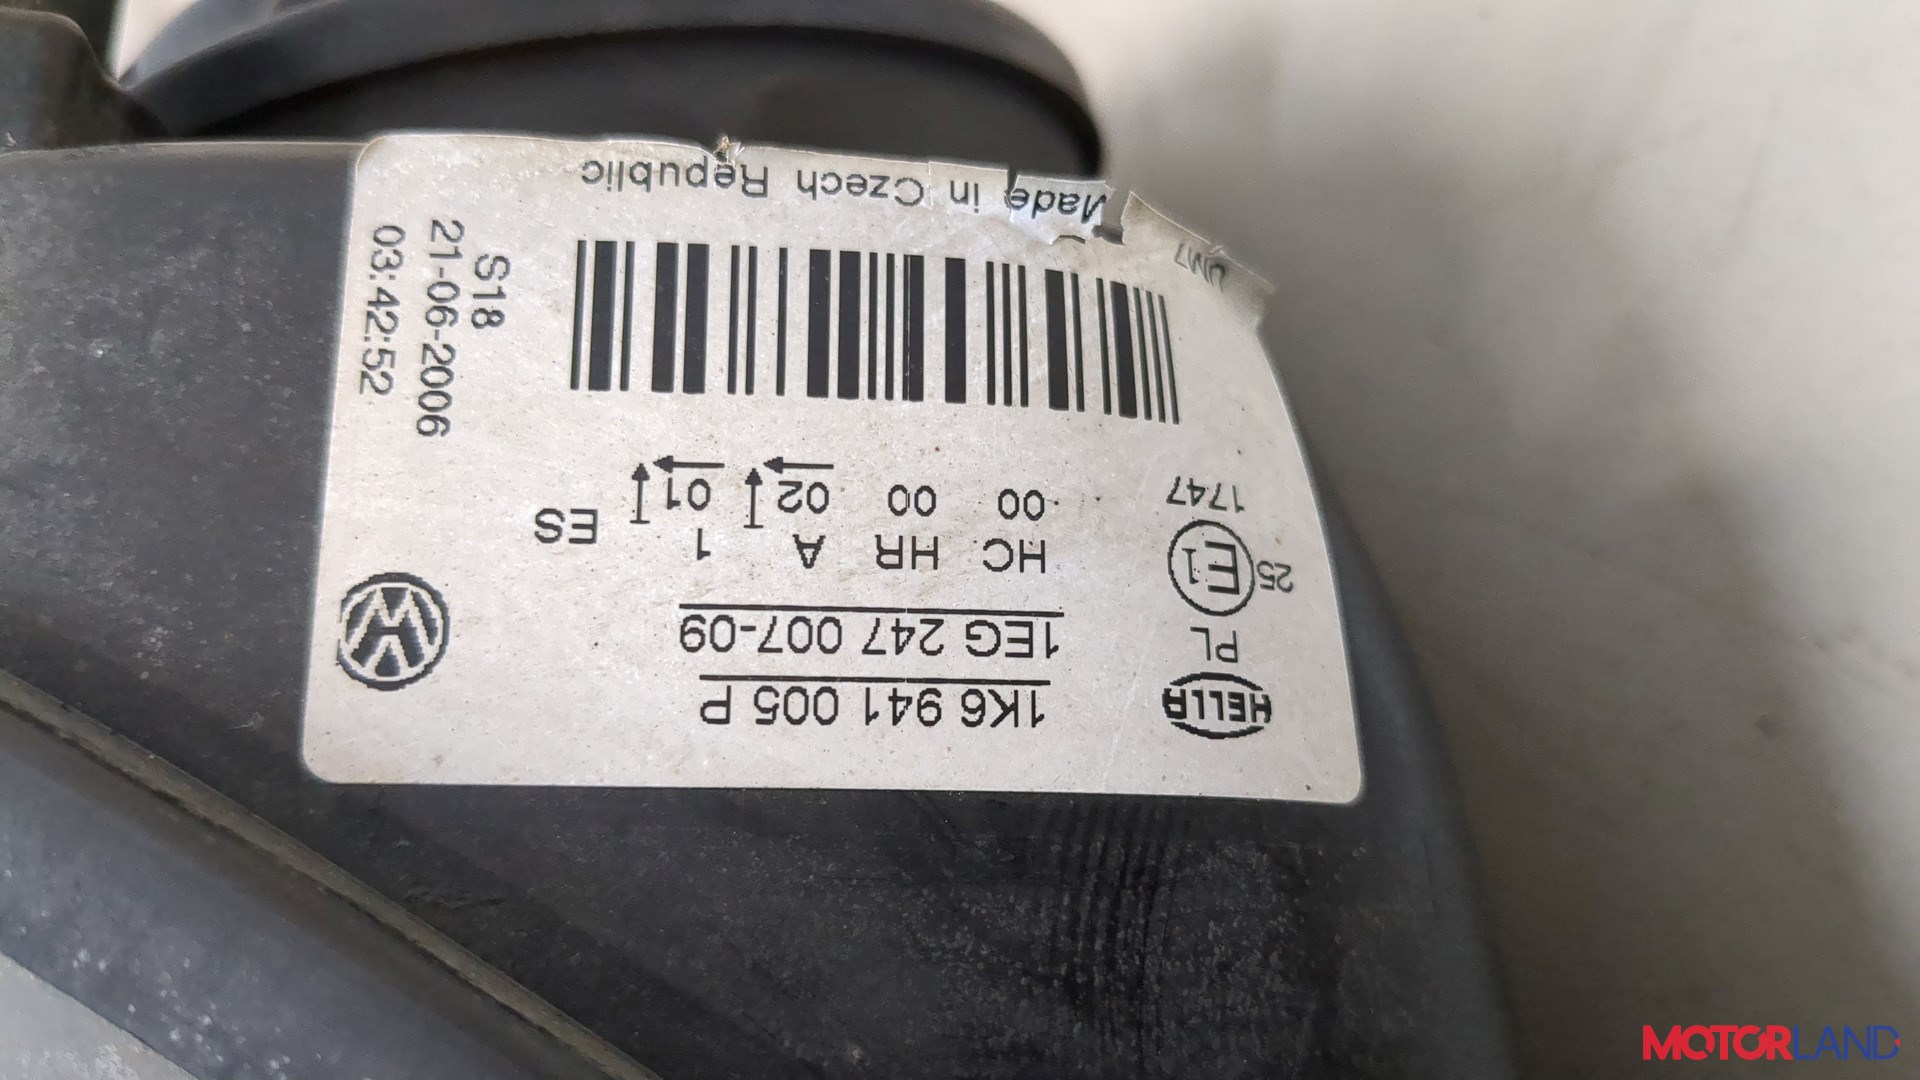 HELLA
1K6 941 005 P
PL
1EG 247 007-09
25 E1
1747
HC HR A 1
00 00 02 01 ES
Made in Czech Republic
S18
21-06-2006
03:42:52
MOTORLAND